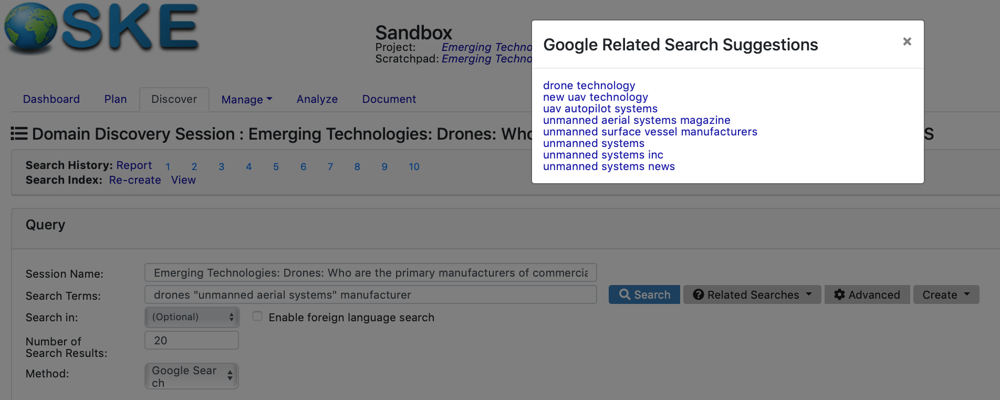 OSKE
Sandbox
Project: Emerging Techno
Scratchpad: Emerging Techno
Google Related Search Suggestions ×
drone technology
new uav technology
uav autopilot systems
unmanned aerial systems magazine
unmanned surface vessel manufacturers
unmanned systems
unmanned systems inc
unmanned systems news
Dashboard Plan Discover Manage Analyze Document
Domain Discovery Session : Emerging Technologies: Drones: Who S
Search History: Report 1 2 3 4 5 6 7 8 9 10
Search Index: Re-create View
Query
Session Name: Emerging Technologies: Drones: Who are the primary manufacturers of commercia
Search Terms: drones "unmanned aerial systems" manufacturer Search Related Searches Advanced Create
Search in: (Optional) Enable foreign language search
Number of
Search Results: 20
Method: Google Sear
ch